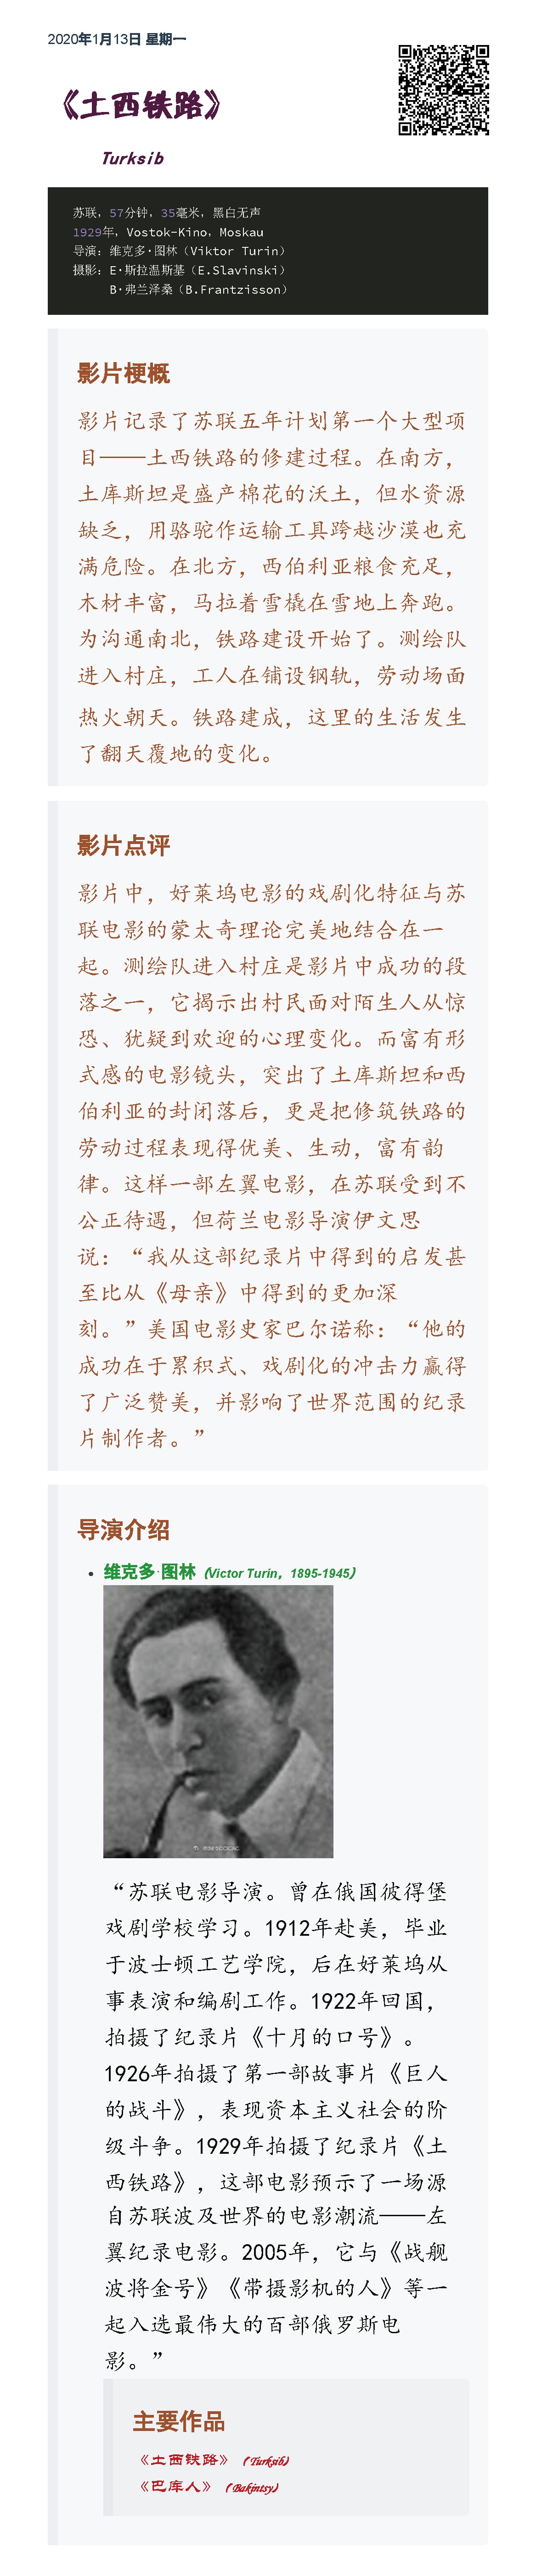 2020年1月13日 星期一
《土西铁路》
Turksib
苏联，57分钟，35毫米，黑白无声
1929年，Vostok-Kino，Moskau
导演：维克多·图林（Viktor Turin）
摄影：E·斯拉温斯基（E.Slavinski）
B·弗兰泽桑（B.Frantzisson）
影片梗概
影片记录了苏联五年计划第一个大型项
目——土西铁路的修建过程。在南方，
土库斯坦是盛产棉花的沃土，但水资源
缺乏，用骆驼作运输工具跨越沙漠也充
满危险。在北方，西伯利亚粮食充足，
木材丰富，马拉着雪橇在雪地上奔跑。
为沟通南北，铁路建设开始了。测绘队
进入村庄，工人在铺设钢轨，劳动场面
热火朝天。铁路建成，这里的生活发生
了翻天覆地的变化。
影片点评
影片中，好莱坞电影的戏剧化特征与苏
联电影的蒙太奇理论完美地结合在一
起。测绘队进入村庄是影片中成功的段
落之一，它揭示出村民面对陌生人从惊
恐、犹疑到欢迎的心理变化。而富有形
式感的电影镜头，突出了土库斯坦和西
伯利亚的封闭落后，更是把修筑铁路的
劳动过程表现得优美、生动，富有韵
律。这样一部左翼电影，在苏联受到不
公正待遇，但荷兰电影导演伊文思
说：“我从这部纪录片中得到的启发甚
至比从《母亲》中得到的更加深
刻。”美国电影史家巴尔诺称：“他的
成功在于累积式、戏剧化的冲击力赢得
了广泛赞美，并影响了世界范围的纪录
片制作者。”
导演介绍
维克多·图林（Victor Turin，1895-1945）
“苏联电影导演。曾在俄国彼得堡
戏剧学校学习。1912年赴美，毕业
于波士顿工艺学院，后在好莱坞从
事表演和编剧工作。1922年回国，
拍摄了纪录片《十月的口号》。
1926年拍摄了第一部故事片《巨人
的战斗》，表现资本主义社会的阶
级斗争。1929年拍摄了纪录片《土
西铁路》，这部电影预示了一场源
自苏联波及世界的电影潮流——左
翼纪录电影。2005年，它与《战舰
波将金号》《带摄影机的人》等一
起入选最伟大的百部俄罗斯电
影。”
主要作品
《土西铁路》（Turksib）
《巴库人》（Bakintsy）